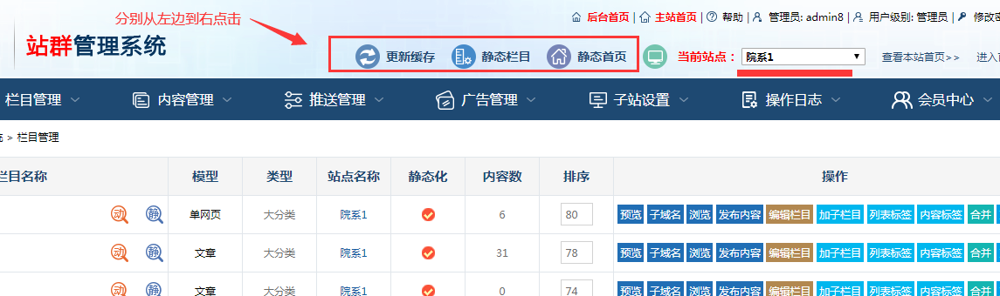 分别从左边到右点击
后台首页 | 主站首页 | 帮助 | 管理员: admin8 | 用户级别: 管理员 | 修改密
站群管理系统
更新缓存 静态栏目 静态首页 当前站点： 院系1 查看本站首页>> 进入
栏目管理 内容管理 推送管理 广告管理 子站设置 操作日志 会员中心
> 栏目管理
栏目名称 模型 类型 站点名称 静态化 内容数 排序 操作
动 静 单网页 大分类 院系1 6 80 预览 子域名 浏览 发布内容 编辑栏目 加子栏目 列表标签 内容标签 合并
动 静 文章 大分类 院系1 31 78 预览 子域名 浏览 发布内容 编辑栏目 加子栏目 列表标签 内容标签 合并
动 静 文章 大分类 院系1 0 74 预览 子域名 浏览 发布内容 编辑栏目 加子栏目 列表标签 内容标签 合并